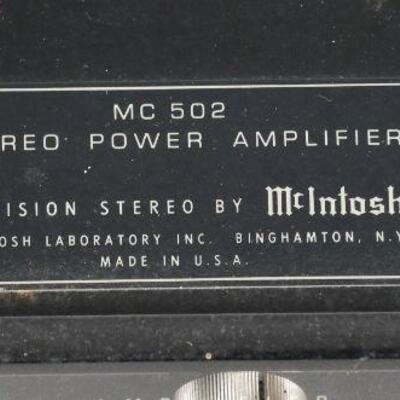 MC 502
REO POWER AMPLIFIER
ISION STEREO BY McIntosh
OSH LABORATORY INC. BINGHAMTON, N.Y
MADE IN U.S.A.